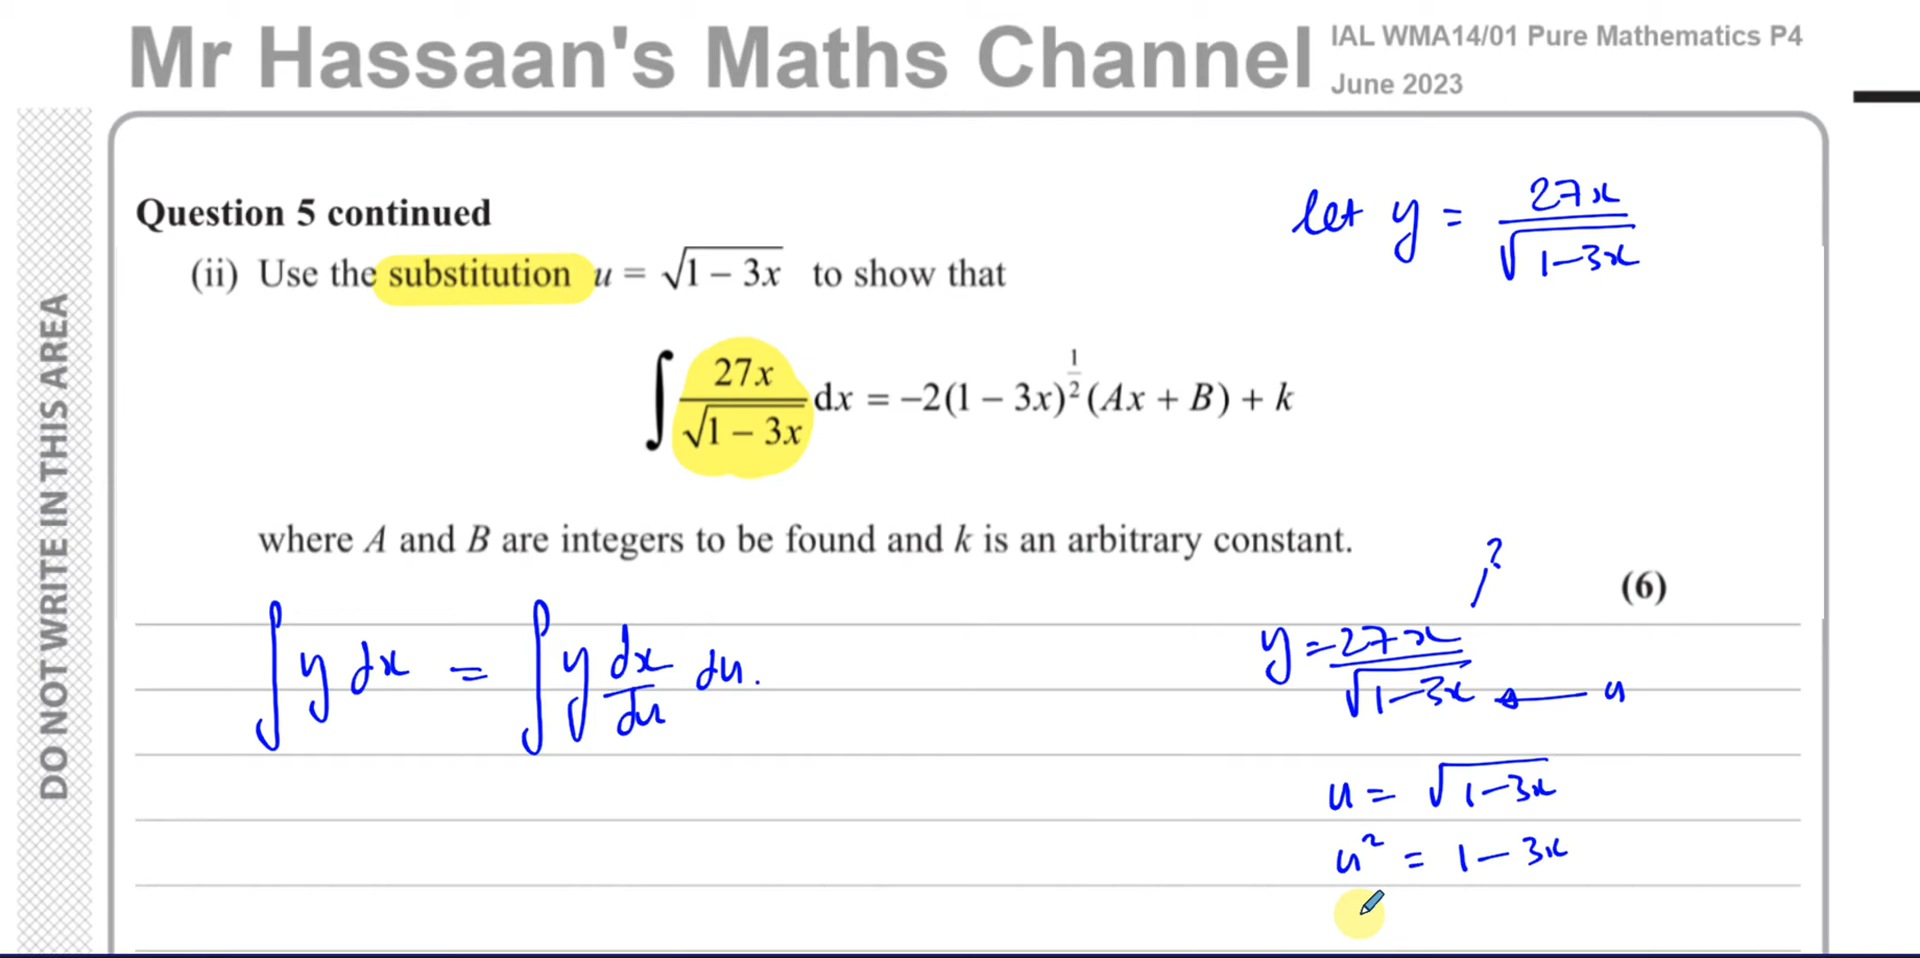 Mr Hassaan's Maths Channel
IAL WMA14/01 Pure Mathematics P4
June 2023
DO NOT WRITE IN THIS AREA
Question 5 continued
let y = 27x / √(1-3x)
(ii) Use the substitution u = √(1 – 3x) to show that
∫ 27x / √(1 – 3x) dx = –2(1 – 3x)^(1/2) (Ax + B) + k
where A and B are integers to be found and k is an arbitrary constant.
?
(6)
∫ y dx = ∫ y dx/du du.
y = 27x / √(1-3x) ← u
u = √(1-3x)
u² = 1 - 3x